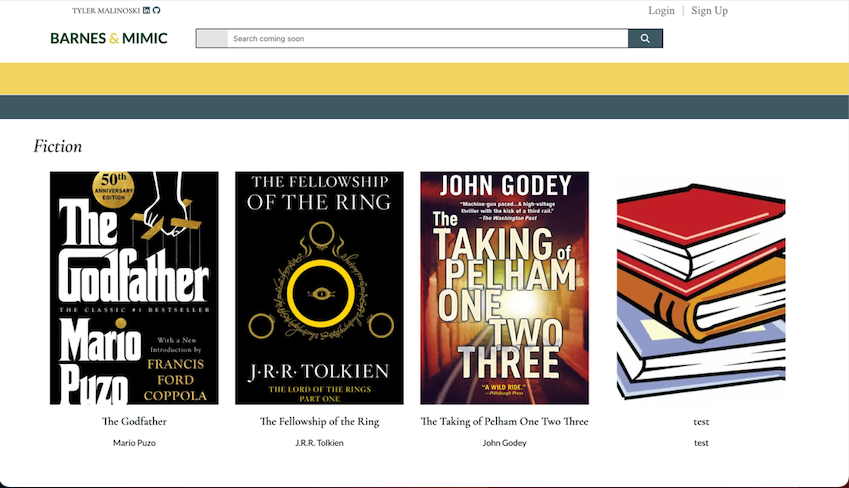 TYLER MALINOSKI
Login | Sign Up
BARNES & MIMIC
Search coming soon
Fiction
50th
ANNIVERSARY
EDITION
The
Godfather
THE CLASSIC #1 BESTSELLER
Mario
Puzo
With a New
Introduction by
FRANCIS
FORD
COPPOLA
THE FELLOWSHIP
OF THE RING
J·R·R·TOLKIEN
THE LORD OF THE RINGS
PART ONE
JOHN GODEY
"Machine-gun paced...A high-voltage
thriller with the kick of a third rail."
—The Washington Post
The
TAKING of
PELHAM
ONE
TWO
THREE
"A WILD RIDE."
—Pittsburgh Press
The Godfather
Mario Puzo
The Fellowship of the Ring
J.R.R. Tolkien
The Taking of Pelham One Two Three
John Godey
test
test